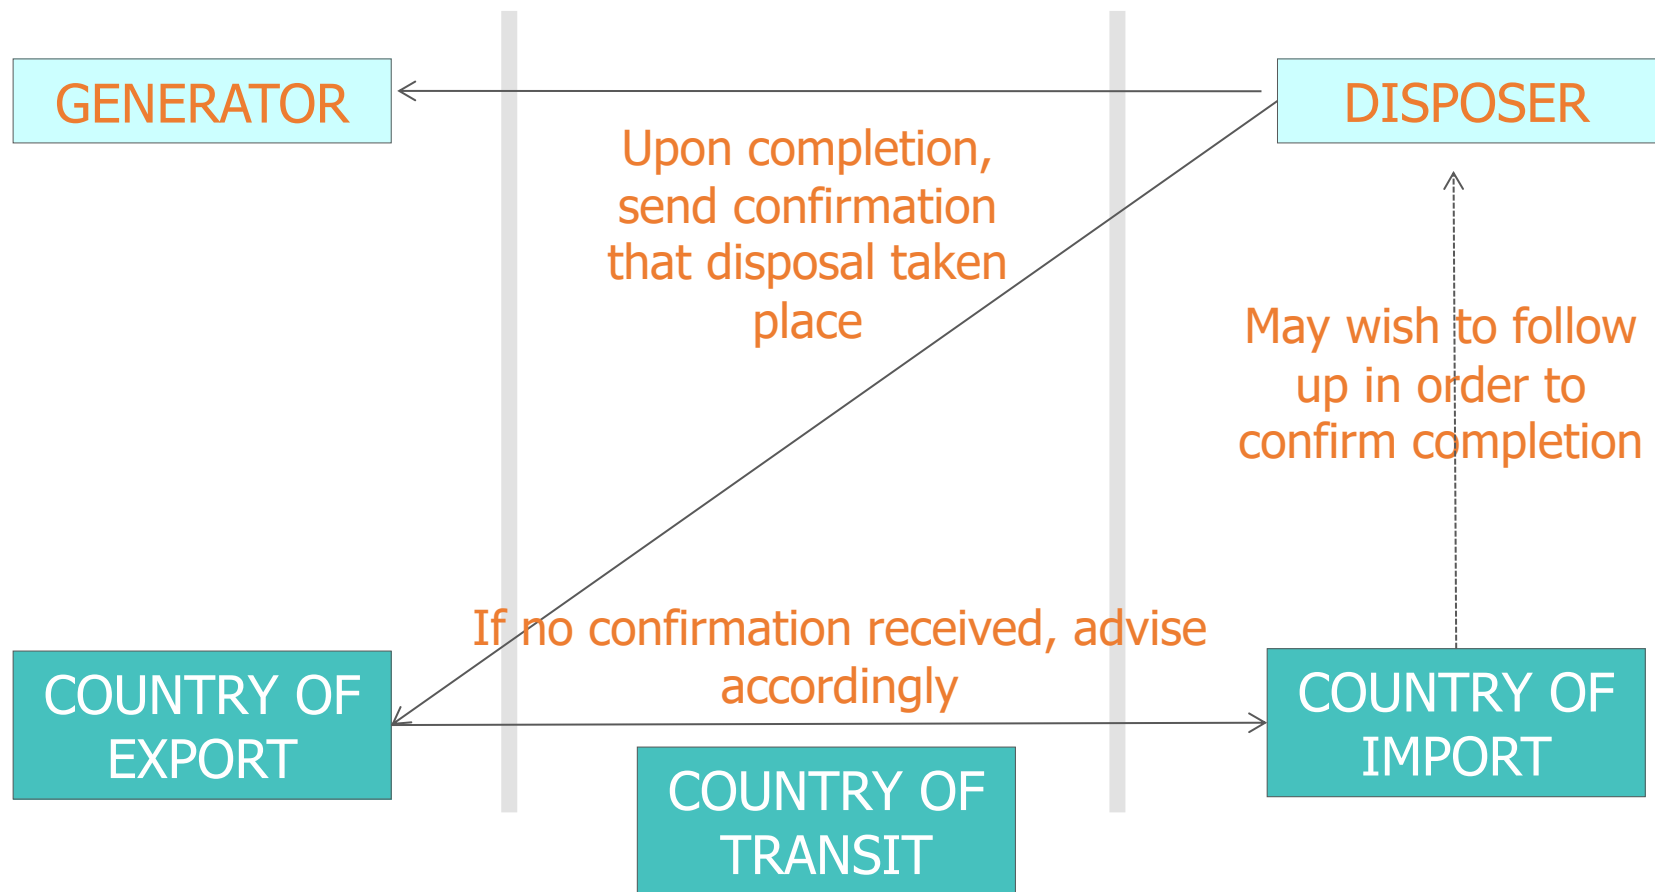 GENERATOR
DISPOSER
Upon completion,
send confirmation
that disposal taken
place
May wish to follow
up in order to
confirm completion
If no confirmation received, advise
accordingly
COUNTRY OF
EXPORT
COUNTRY OF
IMPORT
COUNTRY OF
TRANSIT